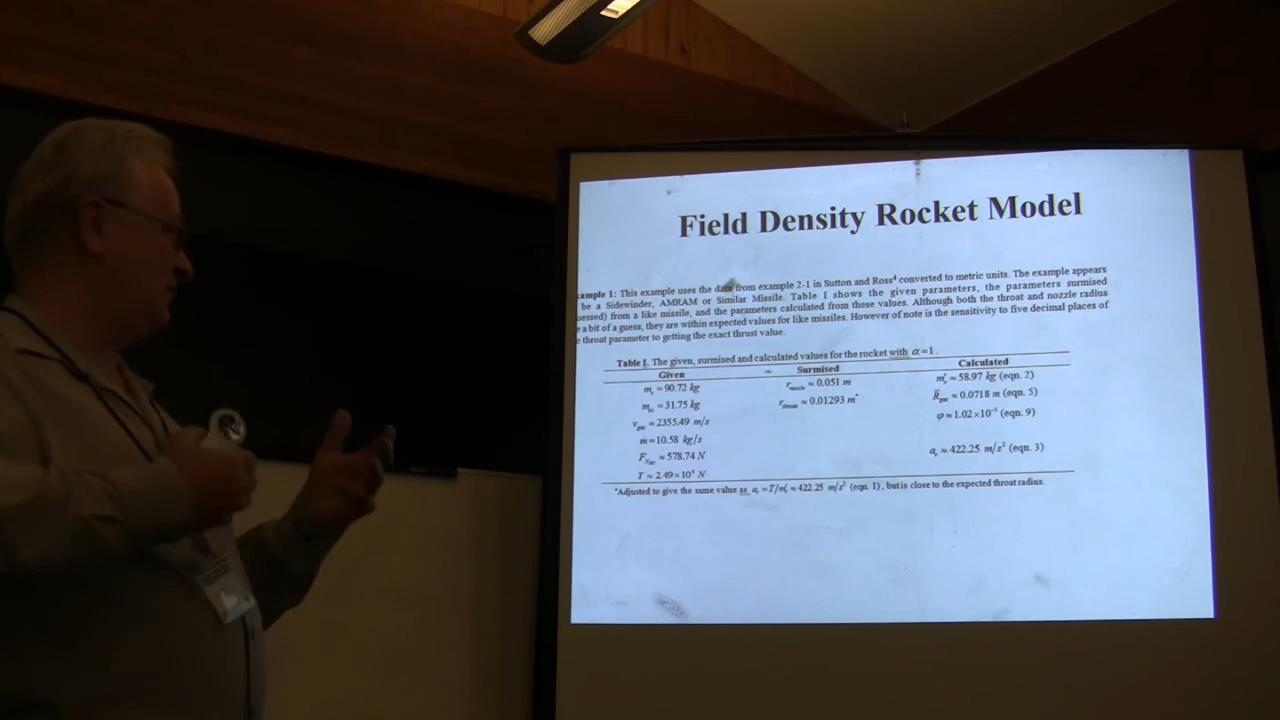 Field Density Rocket Model
ample 1: This example uses the data from example 2-1 in Sutton and Ross⁴ converted to metric units. The example appears
be a Sidewinder, AMRAM or Similar Missile. Table I shows the given parameters, the parameters surmised
essed) from a like missile, and the parameters calculated from these values. Although both the throat and nozzle radius
e a bit of a guess, they are within expected values for like missiles. However of note is the sensitivity to five decimal places of
e throat parameter to getting the exact thrust value.
Table I. The given, surmised and calculated values for the rocket with α=1.
Given Surmised Calculated
= 90.72 kg ≈ 0.051 m ≈ 58.97 kg (eqn. 2)
= 31.75 kg ≈ 0.01293 m* ≈ 0.0718 m (eqn. 5)
≈ 2355.49 m/s φ ≈ 1.02×10⁻⁵ (eqn. 9)
ṁ = 10.58 kg/s
≈ 578.74 N ≈ 422.25 m/s² (eqn. 3)
T ≈ 2.49×10⁴ N
*Adjusted to give the same value as ≈ 422.25 m/s² (eqn. 1), but is close to the expected throat radius.